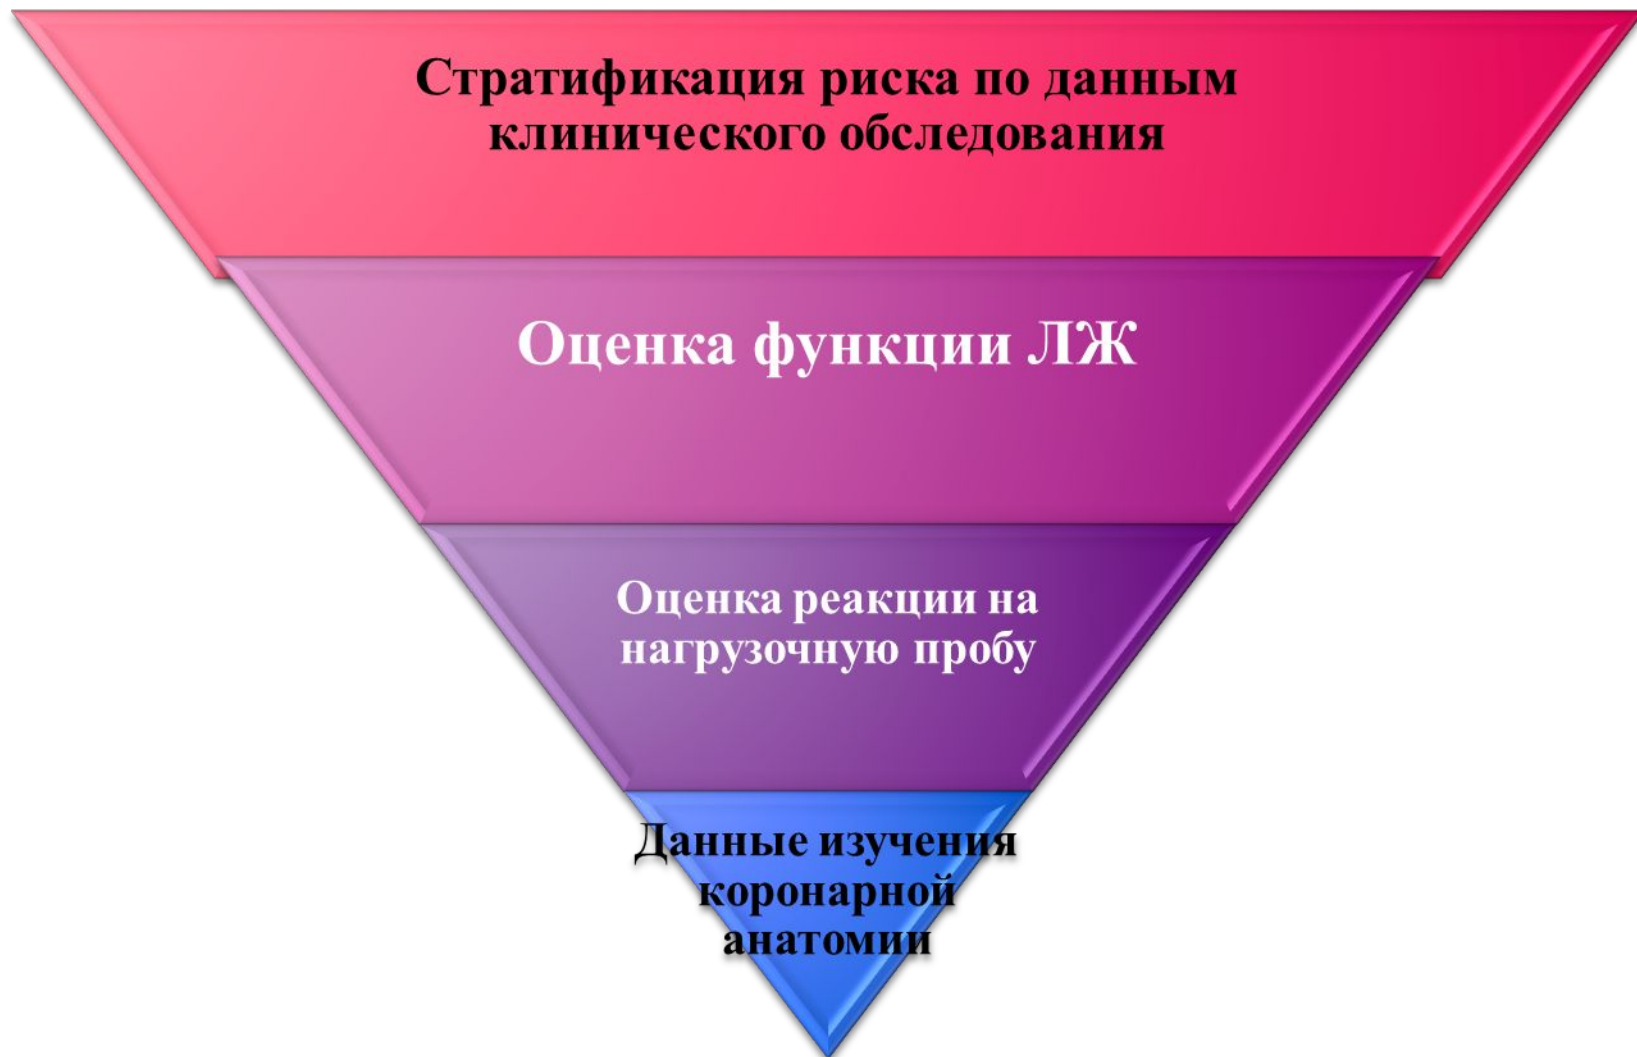 Стратификация риска по данным
клинического обследования
Оценка функции ЛЖ
Оценка реакции на
нагрузочную пробу
Данные изучения
коронарной
анатомии